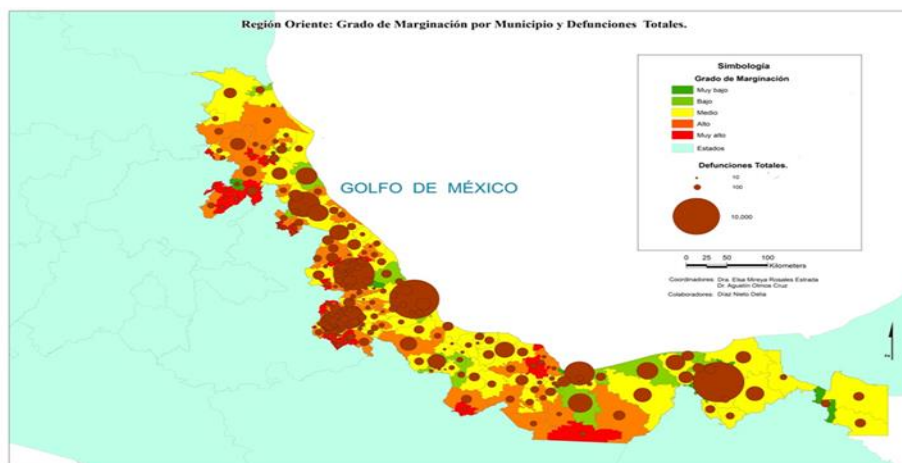 Región Oriente: Grado de Marginación por Municipio y Defunciones Totales.
Simbología
Grado de Marginación
Muy bajo
Bajo
Medio
Alto
Muy alto
Estados
Defunciones Totales.
10
100
10,000
GOLFO DE MÉXICO
0 25 50 100
Kilometers
Coordinadores: Dra. Elsa Mireya Rosales Estrada
Dr. Agustín Olmos Cruz
Colaboradores: Díaz Nieto Delia